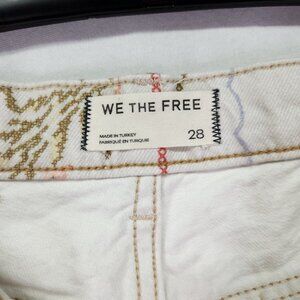 WE THE FREE
MADE IN TURKEY
FABRIQUÉ EN TURQUIE
28